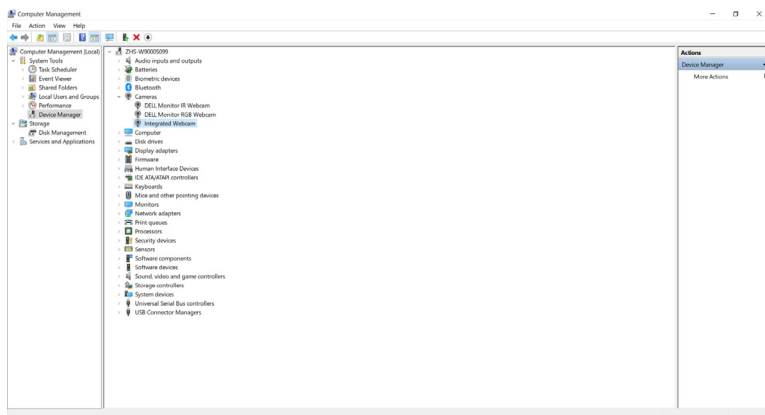 Computer Management
File Action View Help
Computer Management (Local)
System Tools
Task Scheduler
Event Viewer
Shared Folders
Local Users and Groups
Performance
Device Manager
Storage
Disk Management
Services and Applications
ZHS-W90005099
Audio inputs and outputs
Batteries
Biometric devices
Bluetooth
Cameras
DELL Monitor IR Webcam
DELL Monitor RGB Webcam
Integrated Webcam
Computer
Disk drives
Display adapters
Firmware
Human Interface Devices
IDE ATA/ATAPI controllers
Keyboards
Mice and other pointing devices
Monitors
Network adapters
Print queues
Processors
Security devices
Sensors
Software components
Software devices
Sound, video and game controllers
Storage controllers
System devices
Universal Serial Bus controllers
USB Connector Managers
Actions
Device Manager
More Actions